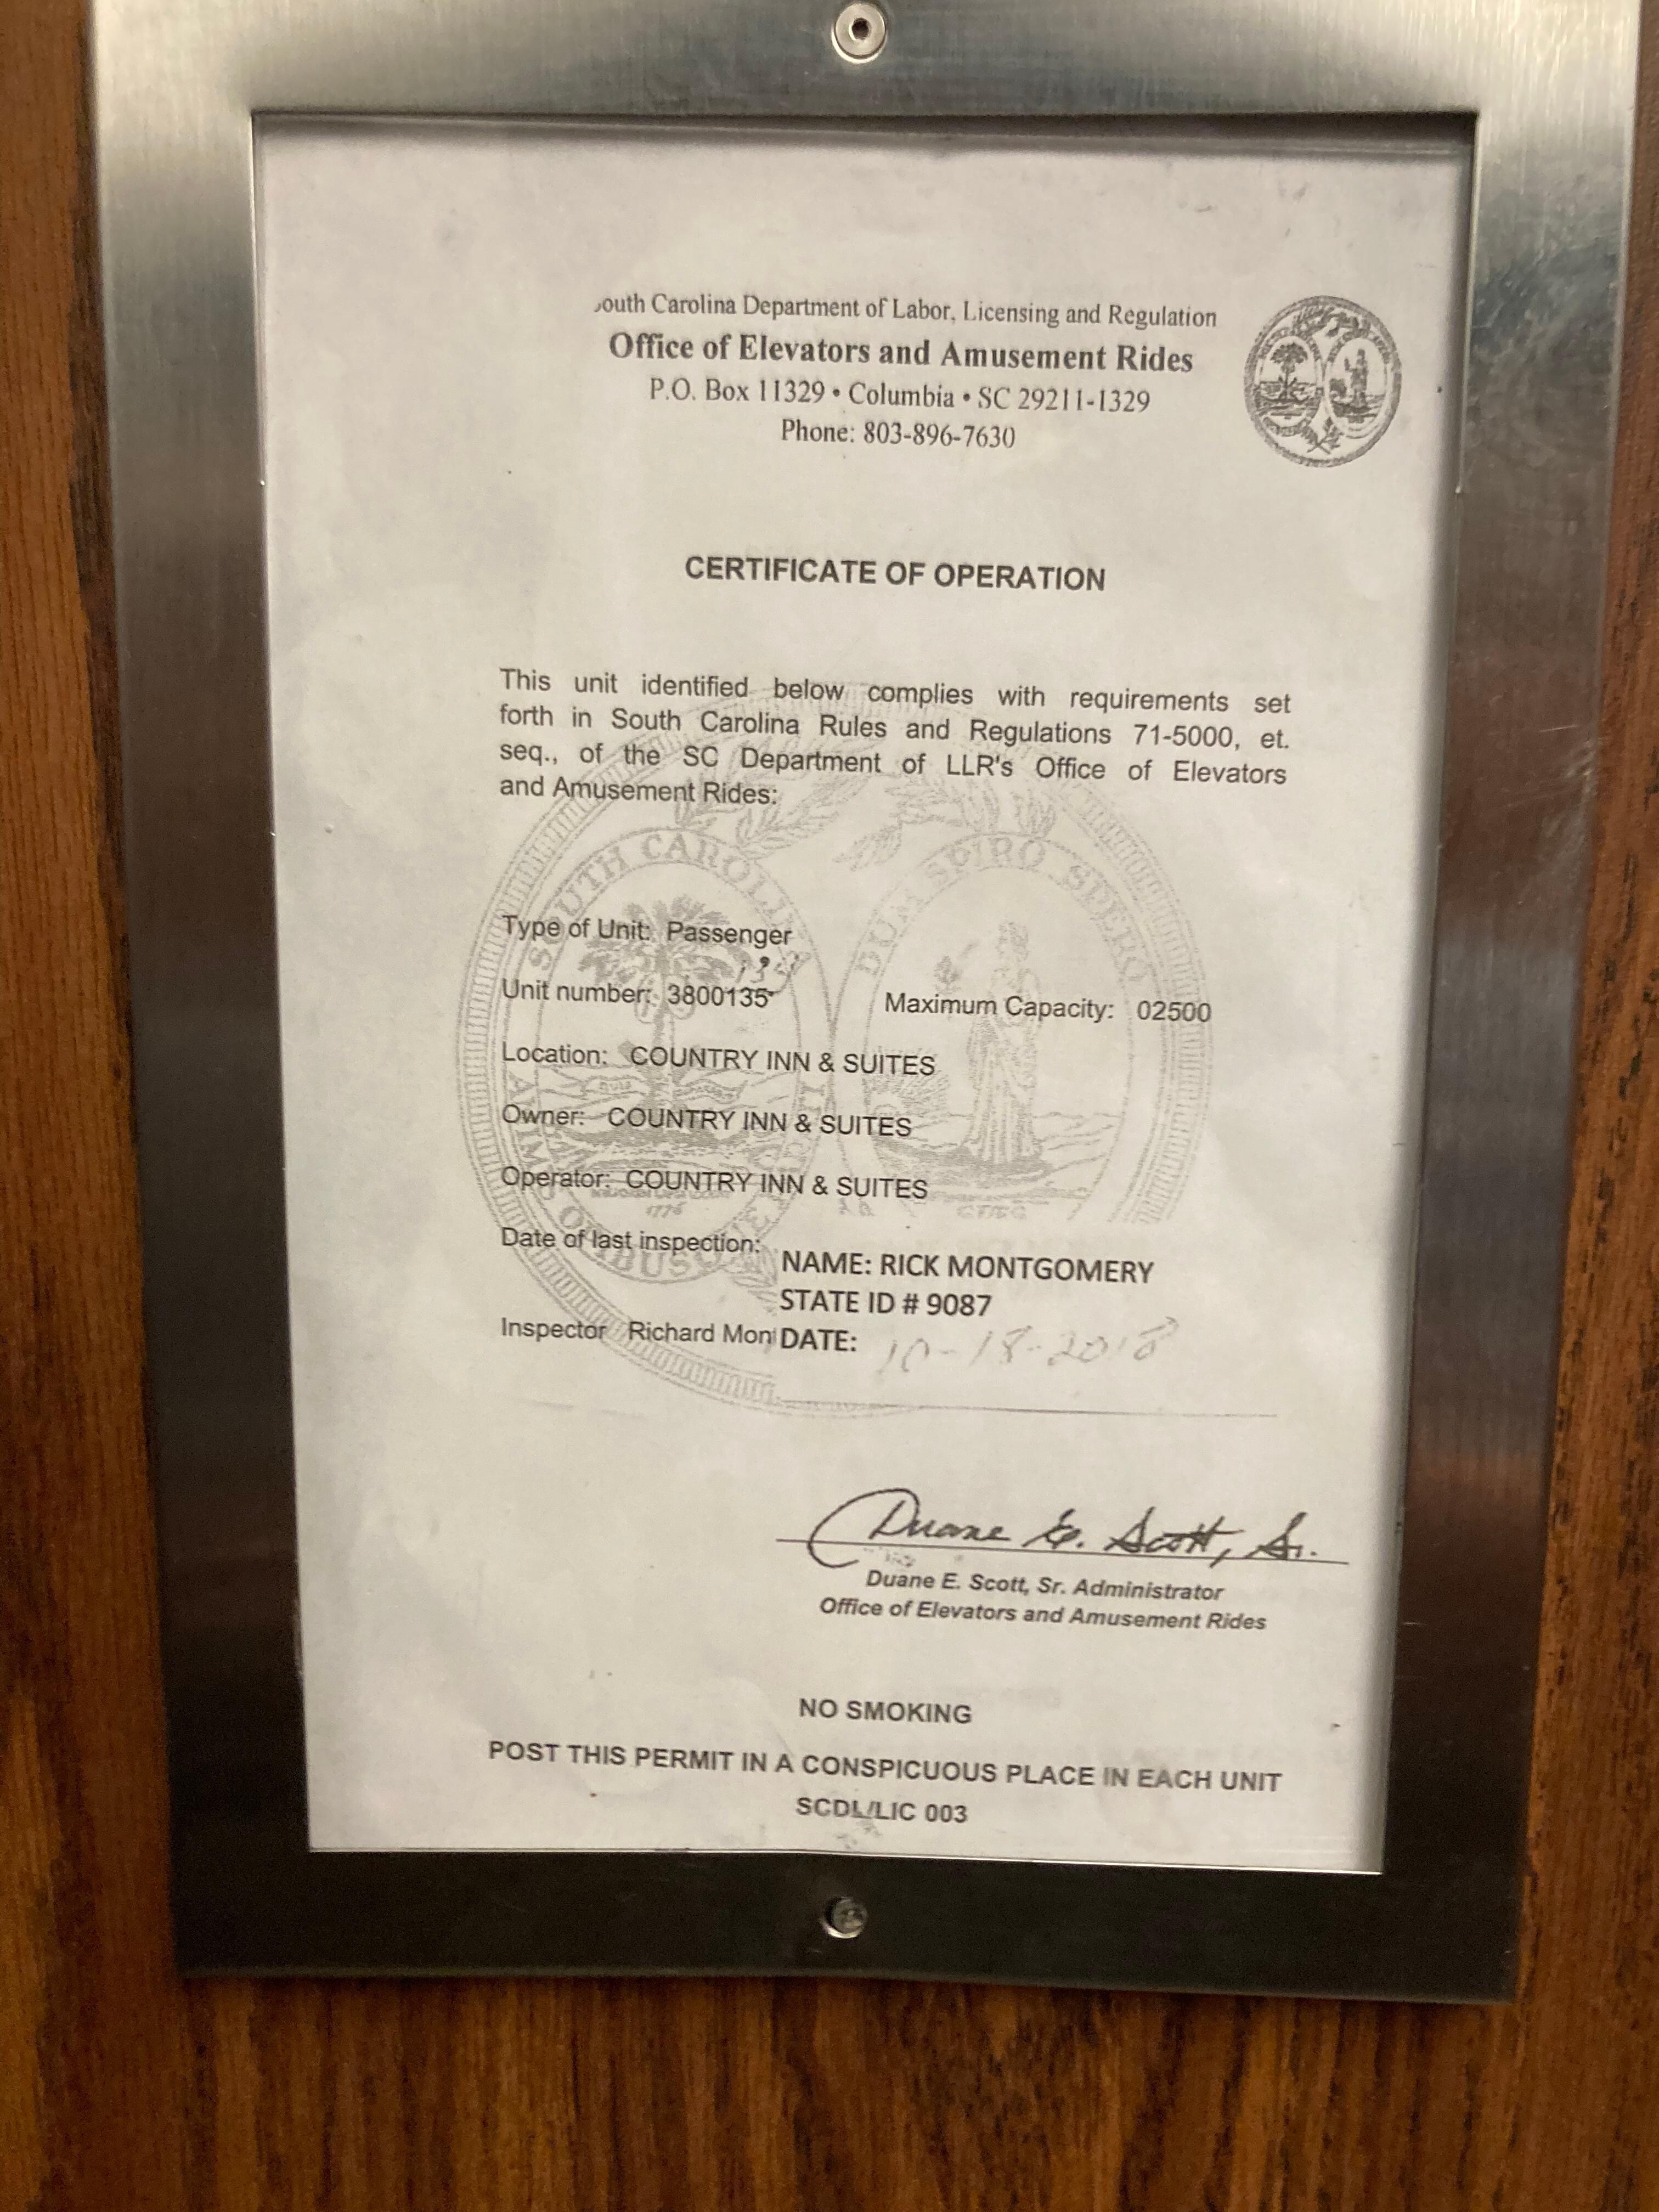 outh Carolina Department of Labor, Licensing and Regulation
Office of Elevators and Amusement Rides
P.O. Box 11329 • Columbia • SC 29211-1329
Phone: 803-896-7630
CERTIFICATE OF OPERATION
This unit identified below complies with requirements set
forth in South Carolina Rules and Regulations 71-5000, et.
seq., of the SC Department of LLR's Office of Elevators
and Amusement Rides:
SOUTH CAROLINA
DUM SPIRO SPERO
Type of Unit: Passenger
Unit number: 3800135
Maximum Capacity: 02500
Location: COUNTRY INN & SUITES
Owner: COUNTRY INN & SUITES
Operator: COUNTRY INN & SUITES
1776
Date of last inspection:
NAME: RICK MONTGOMERY
STATE ID # 9087
Inspector Richard Mon
DATE: 10-18-2018
Duane E. Scott, Sr.
Duane E. Scott, Sr. Administrator
Office of Elevators and Amusement Rides
NO SMOKING
POST THIS PERMIT IN A CONSPICUOUS PLACE IN EACH UNIT
SCDL/LIC 003